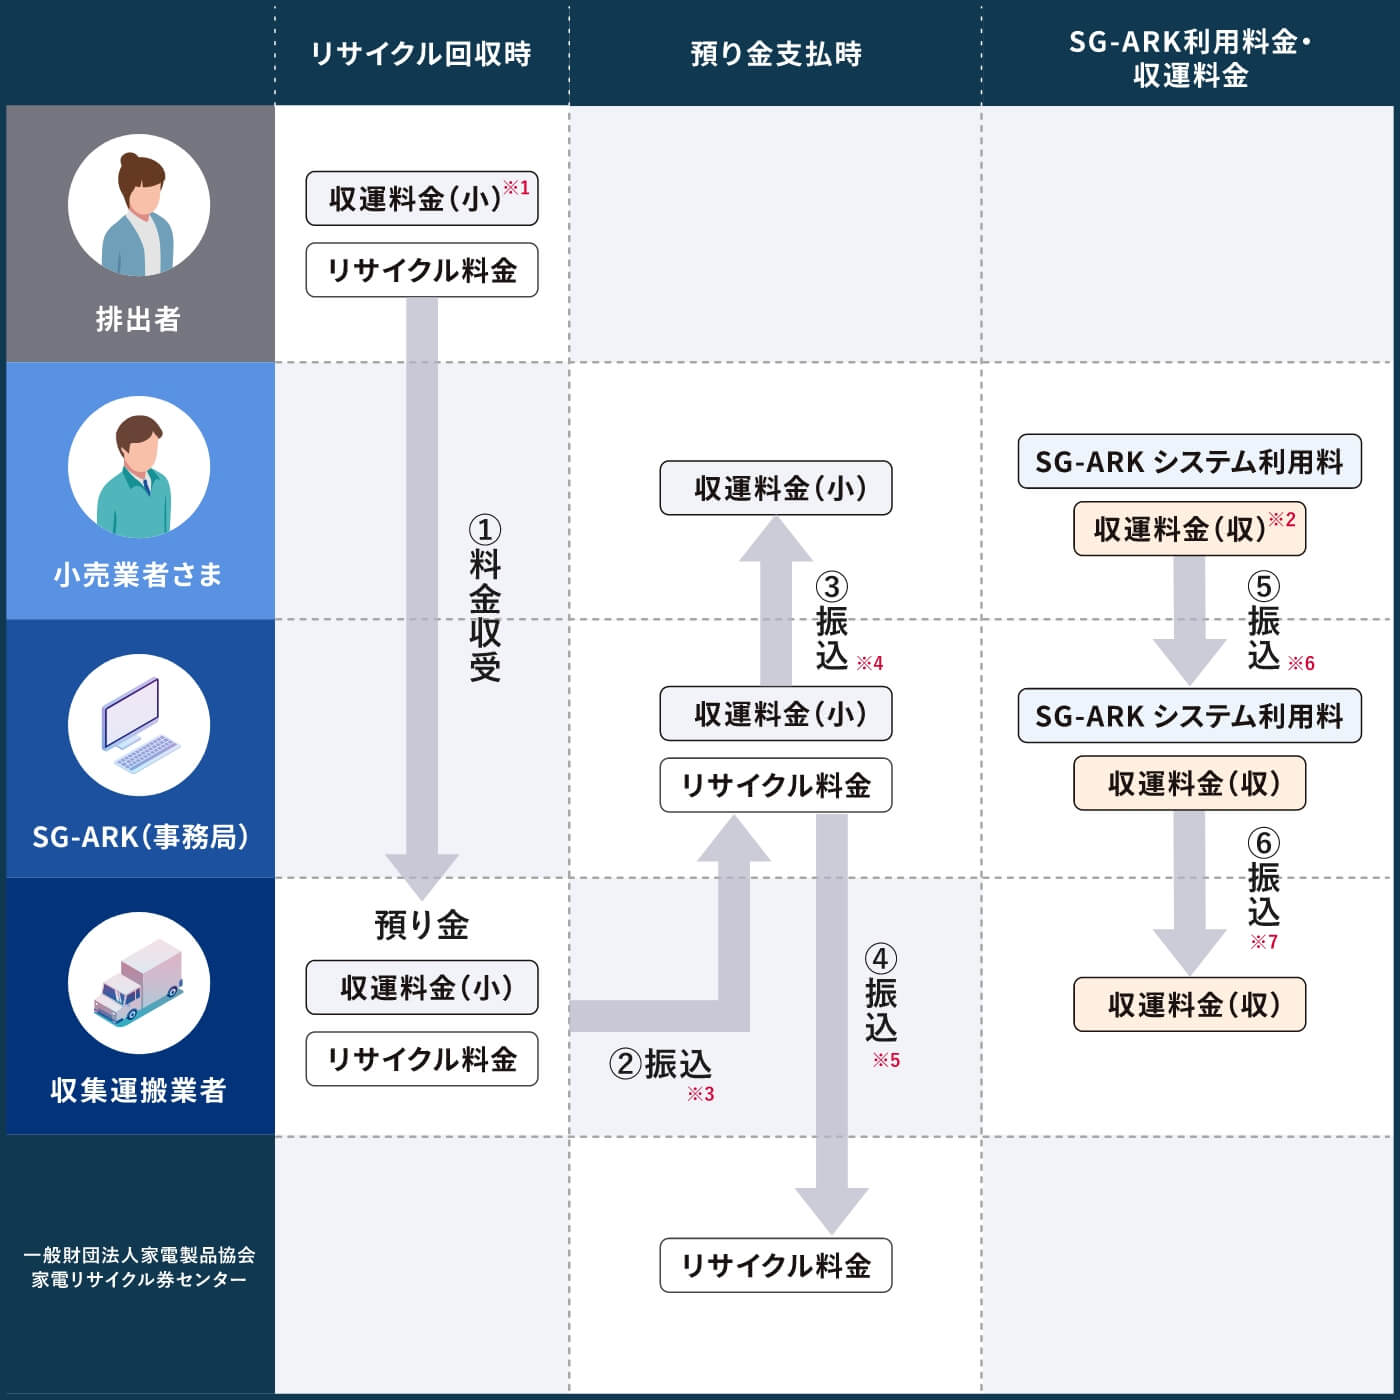 リサイクル回収時
預り金支払時
SG-ARK利用料金・
収運料金
排出者
収運料金(小)※1
リサイクル料金
小売業者さま
①料金収受
収運料金(小)
③振込 ※4
SG-ARK システム利用料
収運料金(収)※2
⑤振込 ※6
SG-ARK(事務局)
収運料金(小)
リサイクル料金
SG-ARK システム利用料
収運料金(収)
⑥振込
※7
収集運搬業者
預り金
収運料金(小)
リサイクル料金
②振込
※3
④振込
※5
収運料金(収)
一般財団法人家電製品協会
家電リサイクル券センター
リサイクル料金